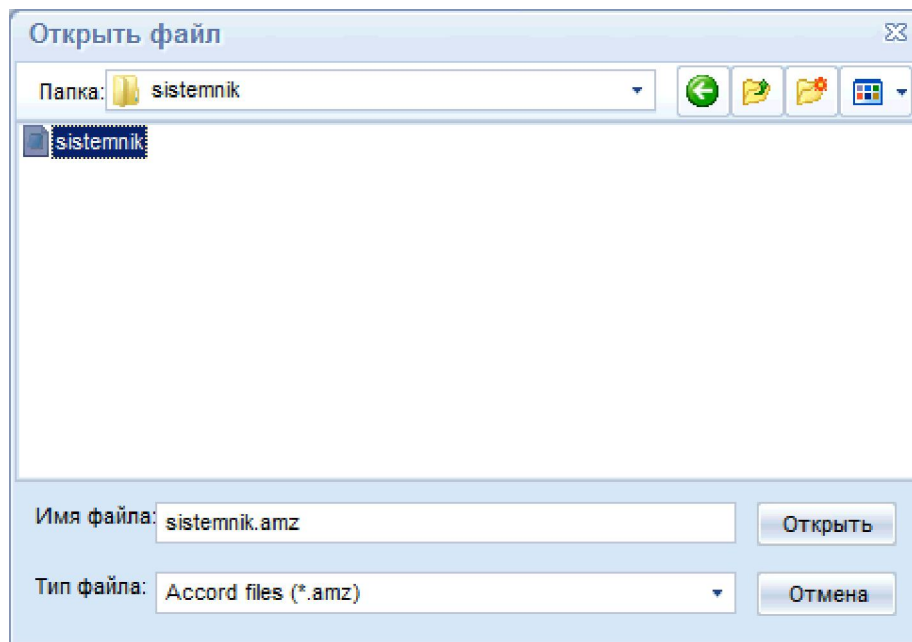 Открыть файл
Папка: sistemnik
sistemnik
Имя файла: sistemnik.amz Открыть
Тип файла: Accord files (*.amz) Отмена